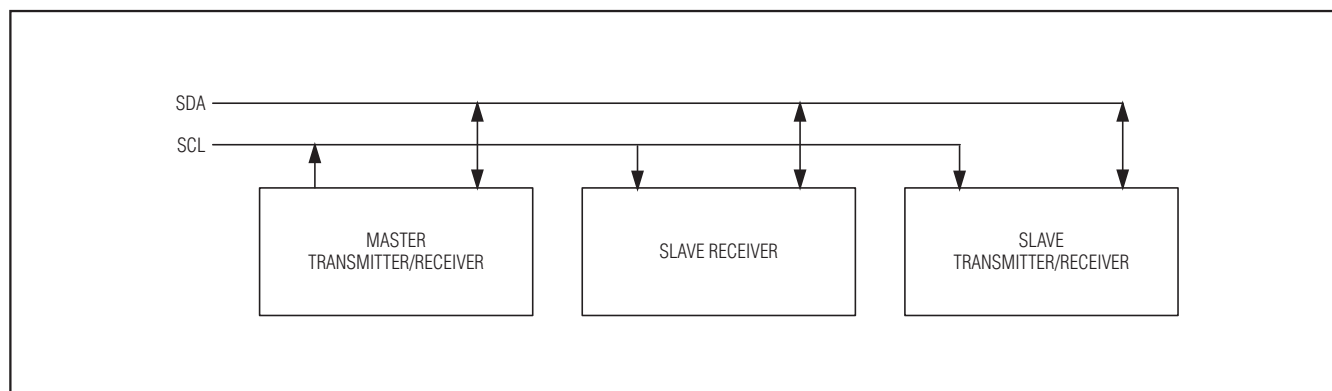 SDA
SCL
MASTER
TRANSMITTER/RECEIVER
SLAVE RECEIVER
SLAVE
TRANSMITTER/RECEIVER